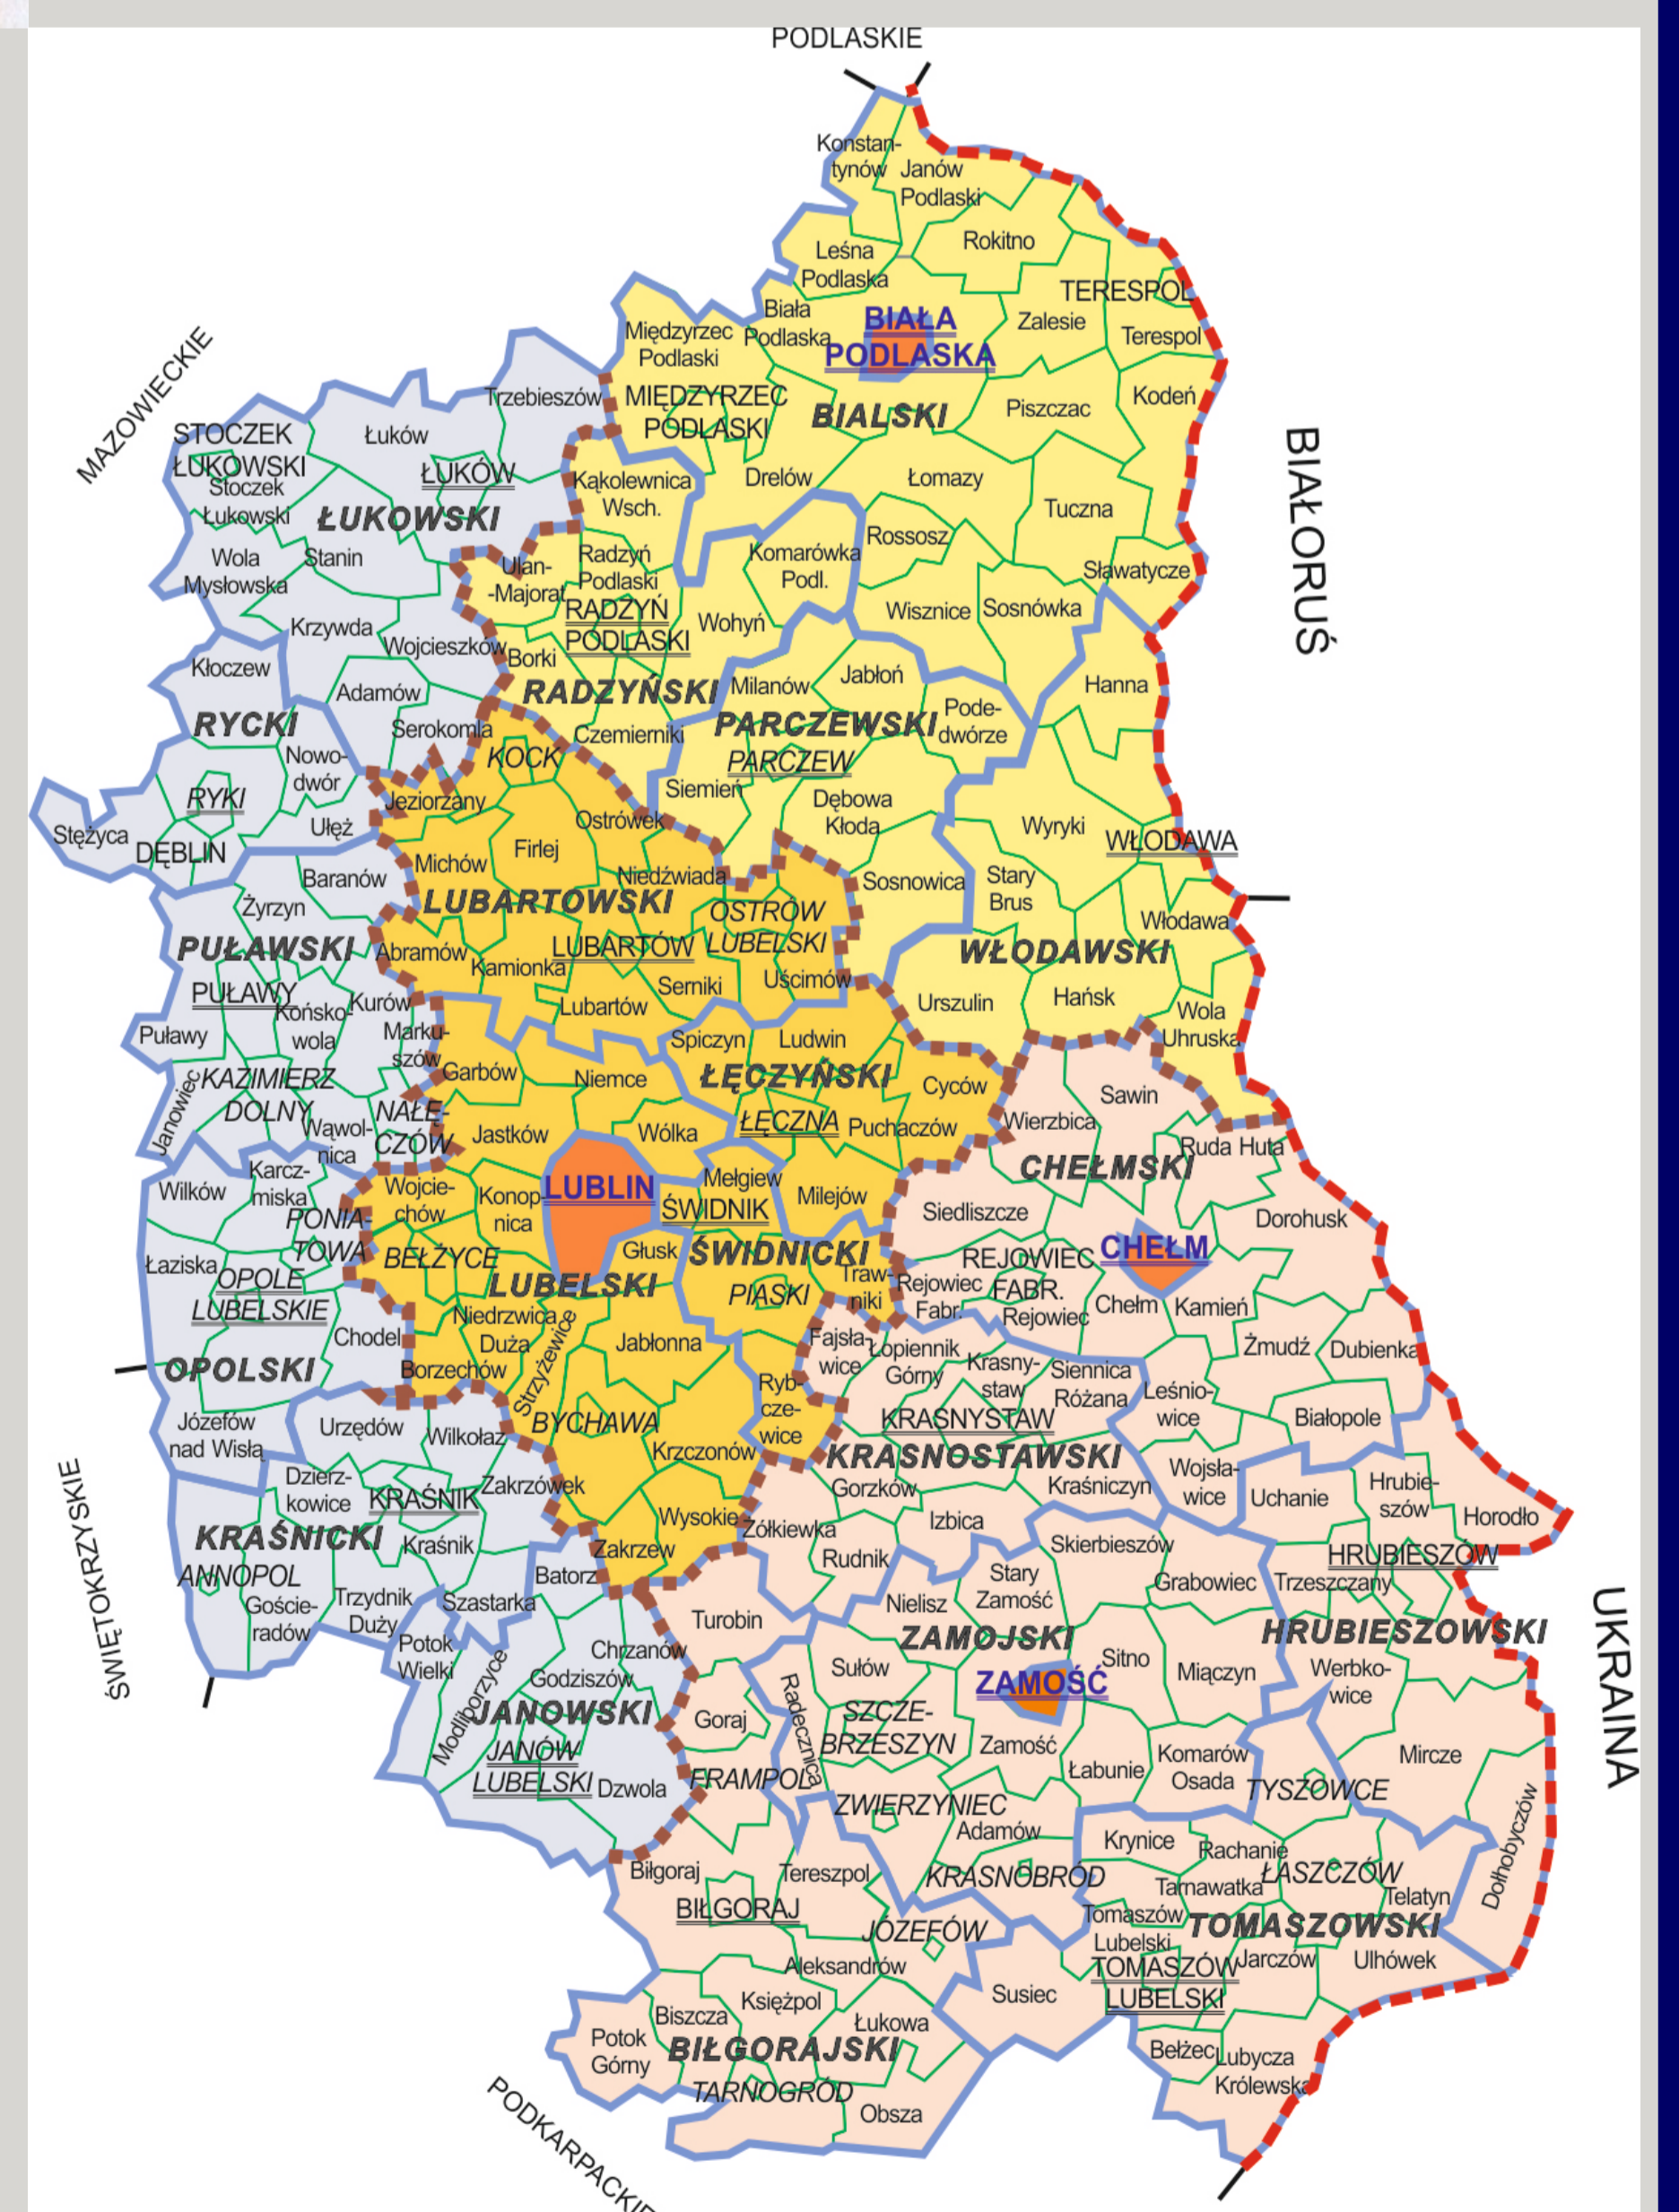 PODLASKIE
Konstan-
tynów
Janów
Podlaski
Rokitno
Leśna
Podlaska
TERESPOL
Biała
Podlaska
BIAŁA
PODLASKA
Zalesie
Terespol
Międzyrzec
Podlaski
MAZOWIECKIE
Trzebieszów
MIĘDZYRZEC
PODLASKI
BIALSKI
Piszczac
Kodeń
STOCZEK
ŁUKOWSKI
Łuków
ŁUKÓW
Stoczek
Łukowski
ŁUKOWSKI
Kąkolewnica
Wsch.
Drelów
Łomazy
Tuczna
BIAŁORUŚ
Rossosz
Wola
Mysłowska
Stanin
Ulan-
-Majorat
Radzyń
Podlaski
RADZYŃ
PODLASKI
Komarówka
Podl.
Sławatycze
Wisznice
Sosnówka
Wohyń
Krzywda
Wojcieszków
Borki
Kłoczew
Adamów
RADZYŃSKI
Milanów
Jabłoń
Hanna
RYCKI
Serokomla
Czemierniki
PARCZEWSKI
Pode-
dwórze
PARCZEW
Nowo-
dwór
KOCK
RYKI
Jeziorzany
Siemień
Dębowa
Kłoda
Stężyca
DĘBLIN
Ułęż
Ostrówek
Firlej
Michów
Wyryki
WŁODAWA
Baranów
Niedźwiada
Sosnowica
Stary
Brus
Żyrzyn
LUBARTOWSKI
OSTRÓW
LUBELSKI
Włodawa
PUŁAWSKI
Abramów
Kamionka
LUBARTÓW
WŁODAWSKI
PUŁAWY
Kurów
Serniki
Uścimów
Urszulin
Hańsk
Wola
Uhruska
Puławy
Końsko-
wola
Marku-
szów
Lubartów
Spiczyn
Ludwin
Garbów
Niemce
ŁĘCZYŃSKI
Cyców
Janowiec
KAZIMIERZ
DOLNY
Wąwol-
nica
NAŁĘ-
CZÓW
Jastków
Wólka
ŁĘCZNA
Puchaczów
Wierzbica
Sawin
Ruda Huta
CHEŁMSKI
Wilków
Karcz-
miska
Wojcie-
chów
Konop-
nica
LUBLIN
Mełgiew
ŚWIDNIK
Milejów
Siedliszcze
Dorohusk
PONIA-
TOWA
Łaziska
BEŁŻYCE
Głusk
ŚWIDNICKI
REJOWIEC
FABR.
CHEŁM
OPOLE
LUBELSKIE
LUBELSKI
PIASKI
Traw-
niki
Rejowiec
Fabr.
Rejowiec
Chełm
Kamień
Chodel
Niedrzwica
Duża
Strzyżewice
Jabłonna
Fajsła-
wice
Łopiennik
Górny
Krasny-
staw
Siennica
Różana
Żmudź
Dubienka
OPOLSKI
Borzechów
Ryb-
cze-
wice
Leśnio-
wice
Białopole
Józefów
nad Wisłą
Urzędów
Wilkołaz
BYCHAWA
KRASNYSTAW
Krzczonów
KRASNOSTAWSKI
Dzierz-
kowice
KRAŚNIK
Zakrzówek
Gorzków
Kraśniczyn
Wojsła-
wice
Uchanie
Hrubie-
szów
Horodło
ŚWIĘTOKRZYSKIE
Wysokie
Żółkiewka
Izbica
KRAŚNICKI
Kraśnik
Zakrzew
Rudnik
Skierbieszów
HRUBIESZÓW
ANNOPOL
Batorz
Stary
Zamość
Grabowiec
Trzeszczany
Goście-
radów
Trzydnik
Duży
Szastarka
Turobin
Nielisz
Potok
Wielki
Chrzanów
ZAMOJSKI
HRUBIESZOWSKI
UKRAINA
Modliborzyce
Godziszów
Sułów
ZAMOŚĆ
Sitno
Miączyn
Werbko-
wice
JANOWSKI
Goraj
Radecznica
SZCZE-
BRZESZYN
Zamość
Łabunie
Komarów
Osada
Mircze
JANÓW
LUBELSKI
Dzwola
FRAMPOL
TYSZOWCE
ZWIERZYNIEC
Adamów
Krynice
Rachanie
Dołhobyczów
Biłgoraj
Tereszpol
KRASNOBRÓD
Tarnawatka
ŁASZCZÓW
Telatyn
BIŁGORAJ
JÓZEFÓW
Tomaszów
Lubelski
TOMASZOWSKI
Aleksandrów
TOMASZÓW
LUBELSKI
Jarczów
Ulhówek
Susiec
Księżpol
Biszcza
Łukowa
Potok
Górny
BIŁGORAJSKI
Bełżec
Lubycza
Królewska
TARNOGRÓD
Obsza
PODKARPACKIE